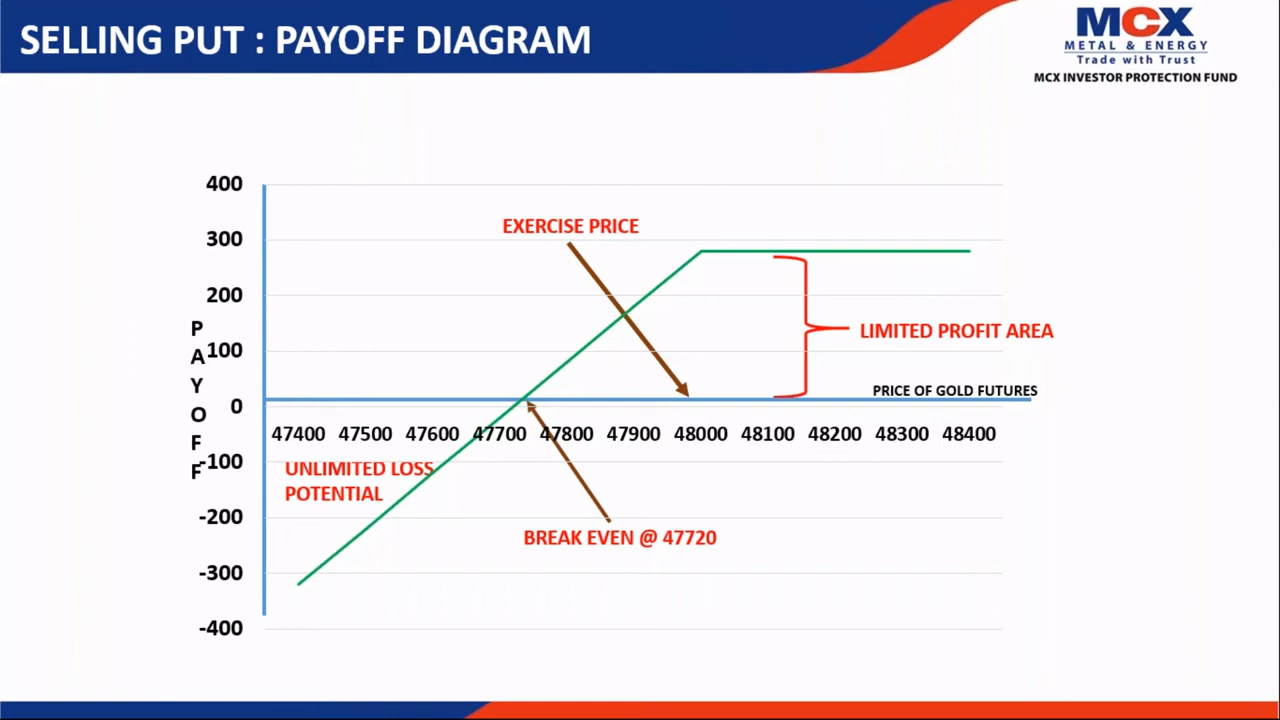 SELLING PUT : PAYOFF DIAGRAM
MCX
METAL & ENERGY
Trade with Trust
MCX INVESTOR PROTECTION FUND
400
300
200
100
0
-100
-200
-300
-400
PAYOFF
EXERCISE PRICE
LIMITED PROFIT AREA
PRICE OF GOLD FUTURES
47400 47500 47600 47700 47800 47900 48000 48100 48200 48300 48400
UNLIMITED LOSS
POTENTIAL
BREAK EVEN @ 47720